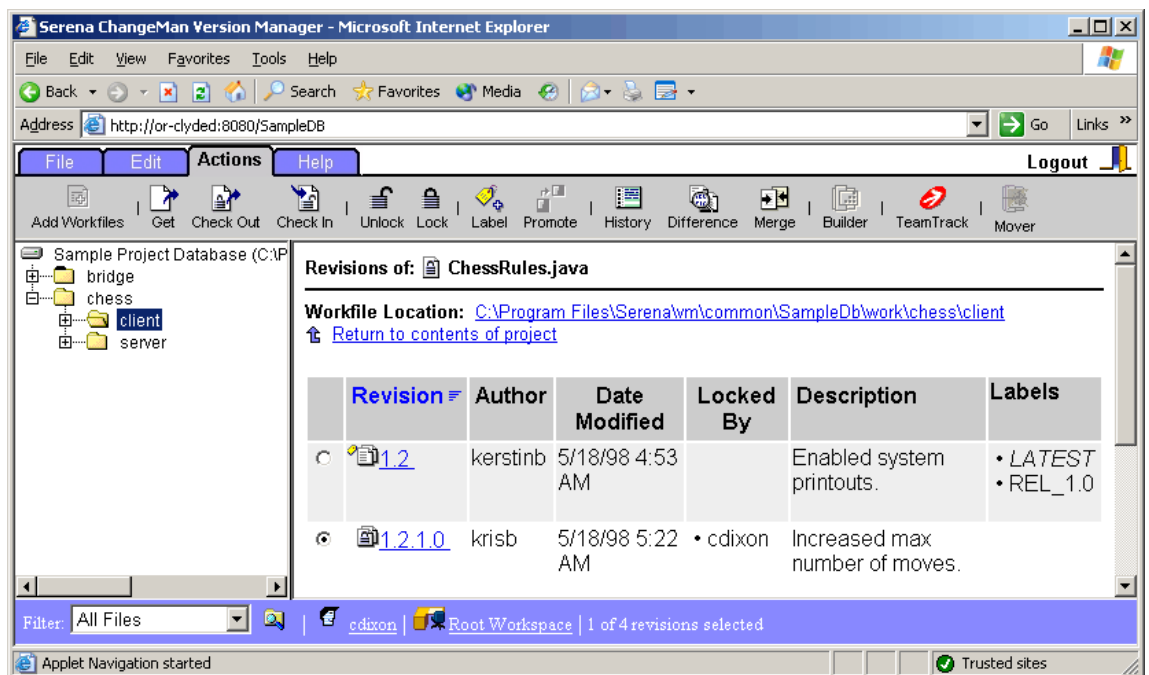 Serena ChangeMan Version Manager - Microsoft Internet Explorer
File Edit View Favorites Tools Help
Back Search Favorites Media
Address http://or-clyded:8080/SampleDB Go Links »
File Edit Actions Help Logout
Add Workfiles Get Check Out Check In Unlock Lock Label Promote History Difference Merge Builder TeamTrack Mover
Sample Project Database (C:\P
bridge
chess
client
server
Revisions of: ChessRules.java
Workfile Location: C:\Program Files\Serena\vm\common\SampleDb\work\chess\client
Return to contents of project
Revision Author Date Modified Locked By Description Labels
1.2 kerstinb 5/18/98 4:53 AM Enabled system printouts. • LATEST • REL_1.0
1.2.1.0 krisb 5/18/98 5:22 AM • cdixon Increased max number of moves.
Filter: All Files | cdixon | Root Workspace | 1 of 4 revisions selected
Applet Navigation started Trusted sites